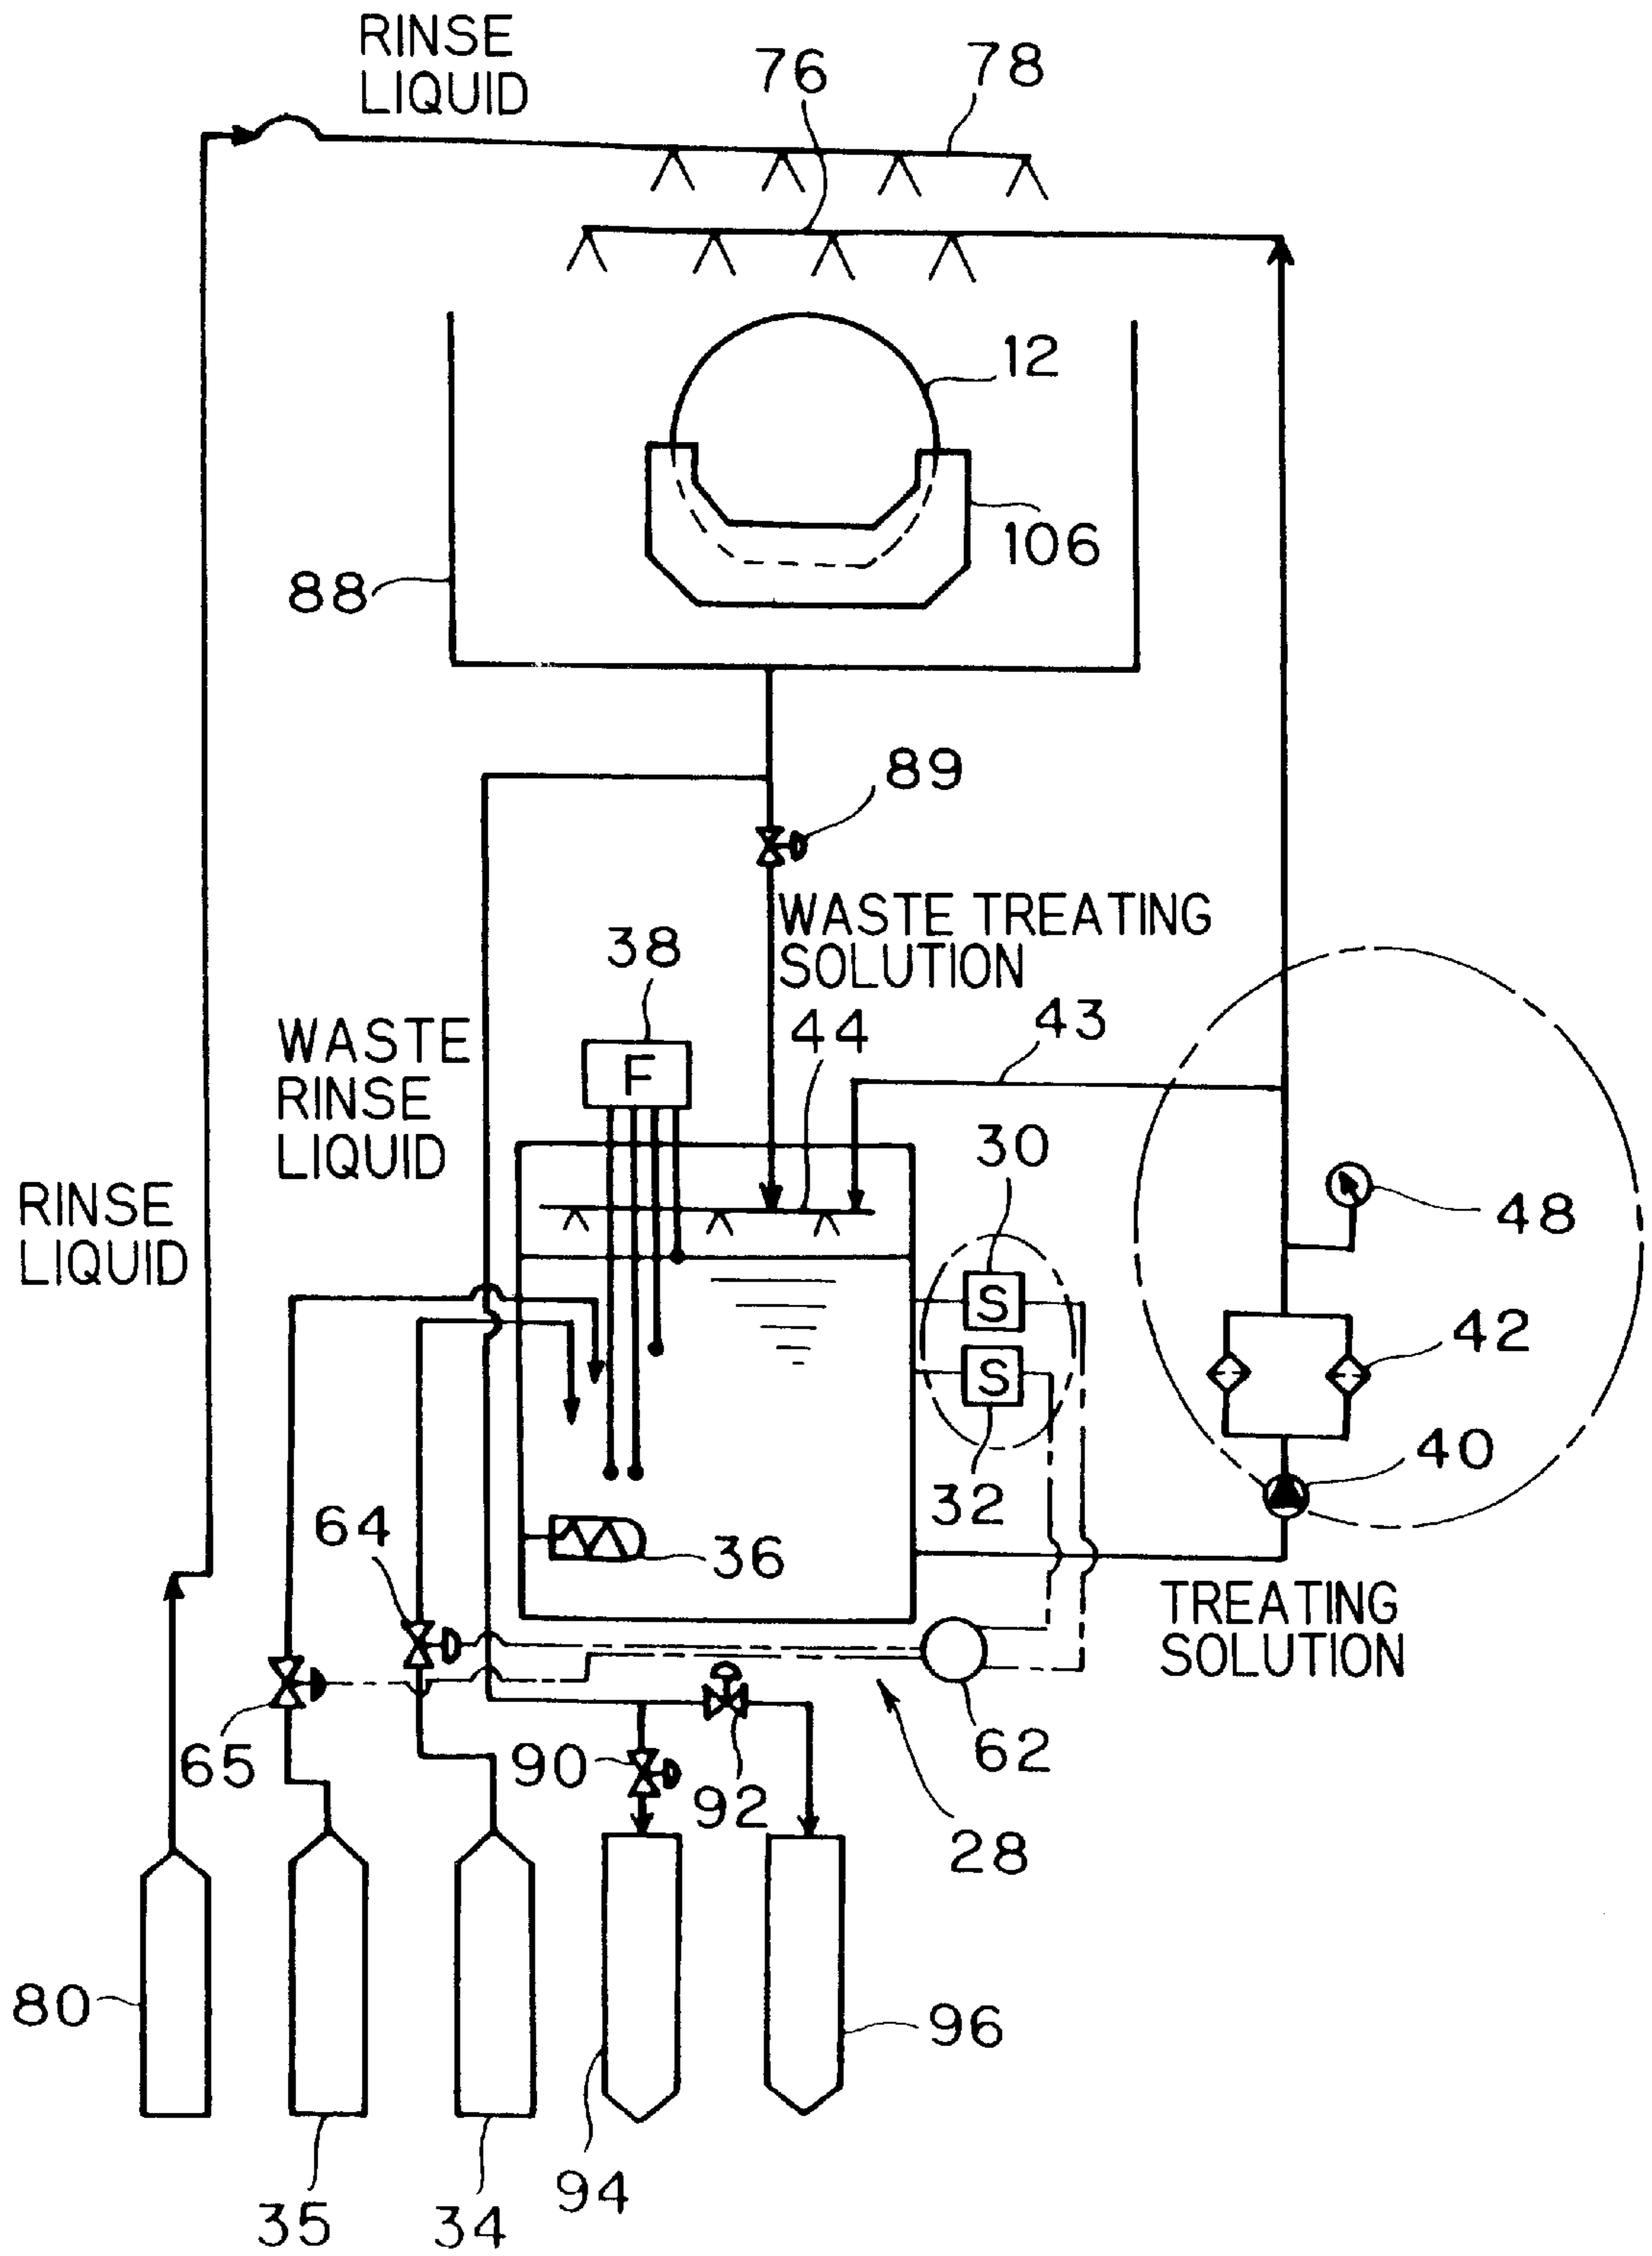 RINSE
LIQUID
76
78
12
106
88
89
WASTE TREATING
SOLUTION
38
F
44
43
WASTE
RINSE
LIQUID
30
S
48
RINSE
LIQUID
42
S
40
32
64
36
TREATING
SOLUTION
65
90
92
62
28
80
96
94
35
34